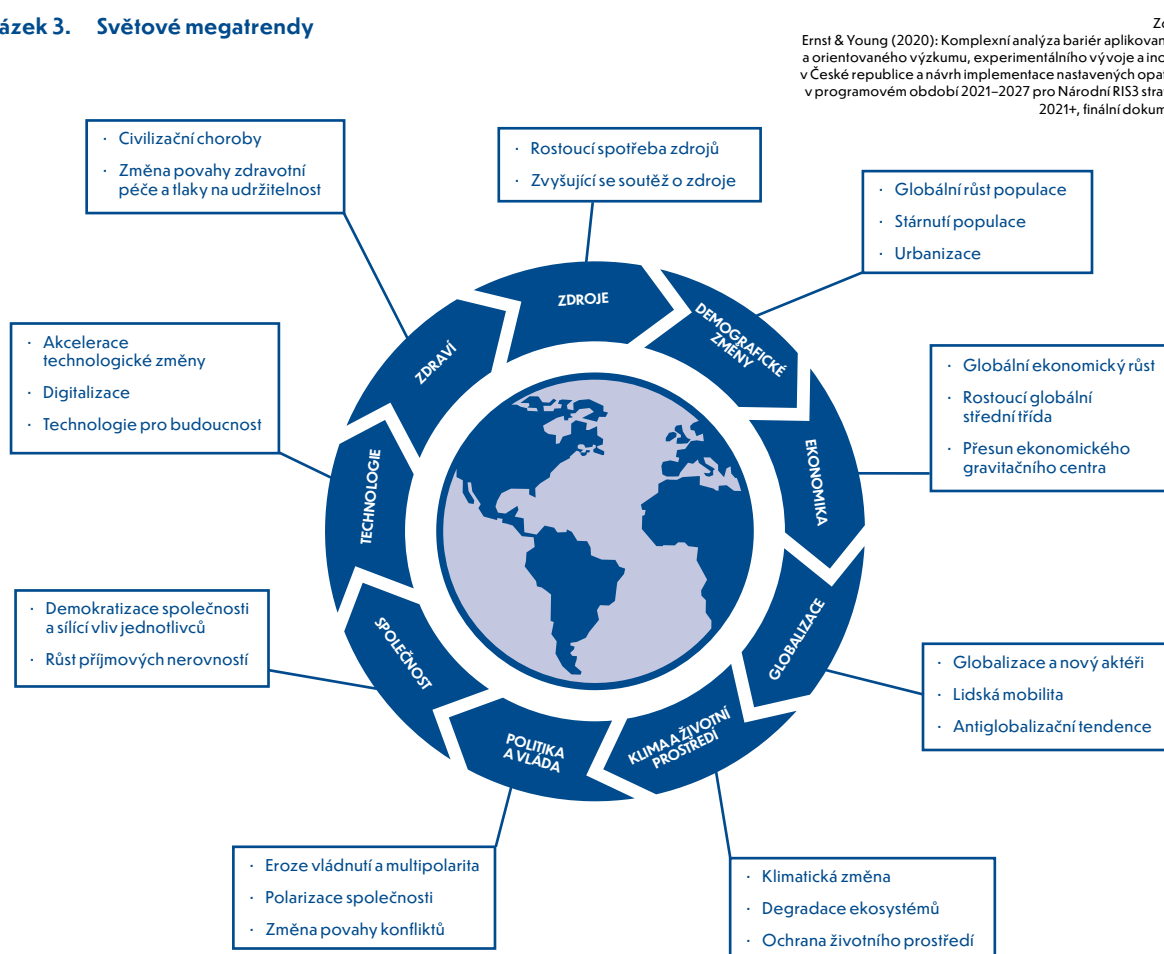 ázek 3. Světové megatrendy
Zd
Ernst & Young (2020): Komplexní analýza bariér aplikovan
a orientovaného výzkumu, experimentálního vývoje a ino
v České republice a návrh implementace nastavených opat
v programovém období 2021–2027 pro Národní RIS3 strat
2021+, finální dokum
· Civilizační choroby
· Změna povahy zdravotní
péče a tlaky na udržitelnost
· Rostoucí spotřeba zdrojů
· Zvyšující se soutěž o zdroje
· Globální růst populace
· Stárnutí populace
· Urbanizace
· Akcelerace
technologické změny
· Digitalizace
· Technologie pro budoucnost
· Globální ekonomický růst
· Rostoucí globální
střední třída
· Přesun ekonomického
gravitačního centra
ZDROJE
DEMOGRAFICKÉ
ZMĚNY
ZDRAVÍ
EKONOMIKA
TECHNOLOGIE
GLOBALIZACE
SPOLEČNOST
KLIMA A ŽIVOTNÍ
PROSTŘEDÍ
POLITIKA
A VLÁDA
· Demokratizace společnosti
a sílící vliv jednotlivců
· Růst příjmových nerovností
· Globalizace a nový aktéři
· Lidská mobilita
· Antiglobalizační tendence
· Eroze vládnutí a multipolarita
· Polarizace společnosti
· Změna povahy konfliktů
· Klimatická změna
· Degradace ekosystémů
· Ochrana životního prostředí